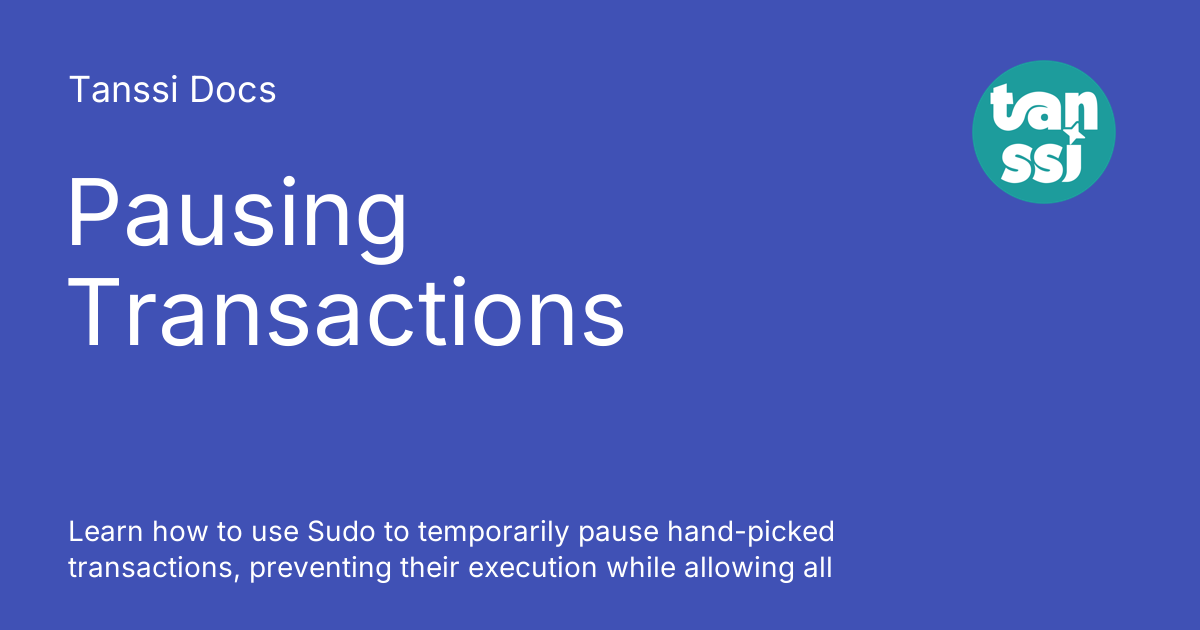 Tanssi Docs
tan
ssi
Pausing
Transactions
Learn how to use Sudo to temporarily pause hand-picked
transactions, preventing their execution while allowing all